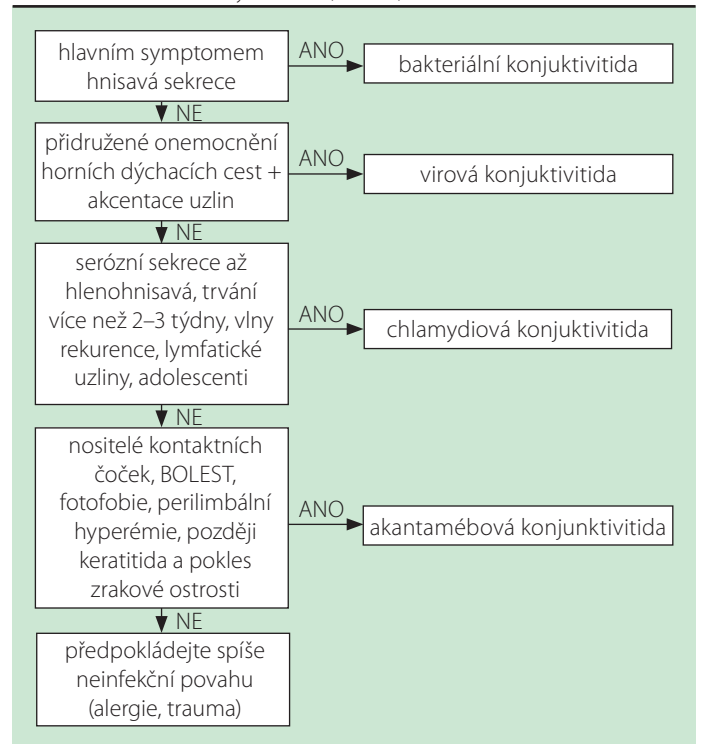 hlavním symptomem
hnisavá sekrece
ANO
bakteriální konjuktivitida
NE
přidružené onemocnění
horních dýchacích cest +
akcentace uzlin
ANO
virová konjuktivitida
NE
serózní sekrece až
hlenohnisavá, trvání
více než 2–3 týdny, vlny
rekurence, lymfatické
uzliny, adolescenti
ANO
chlamydiová konjuktivitida
NE
nositelé kontaktních
čoček, BOLEST,
fotofobie, perilimbální
hyperémie, později
keratitida a pokles
zrakové ostrosti
ANO
akantamébová konjunktivitida
NE
předpokládejte spíše
neinfekční povahu
(alergie, trauma)